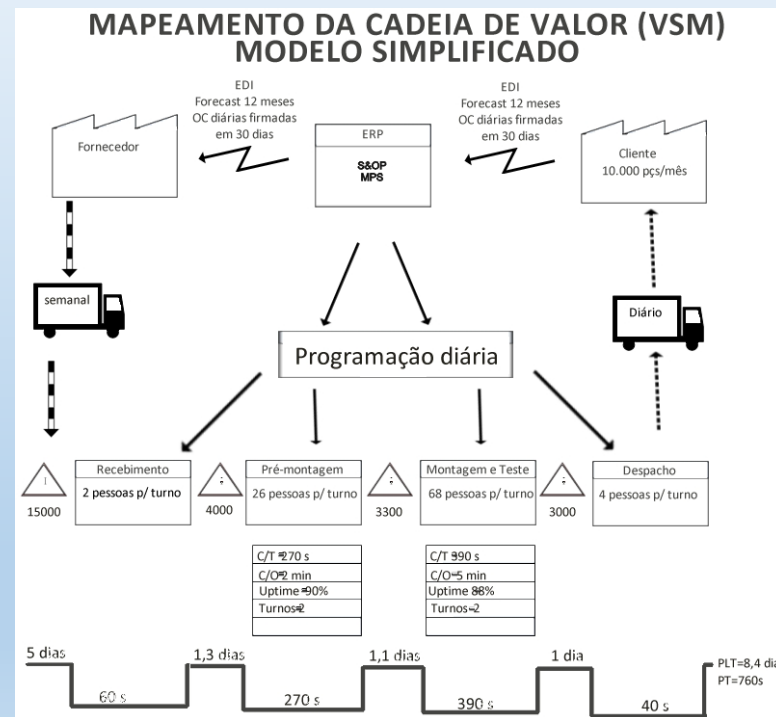 MAPEAMENTO DA CADEIA DE VALOR (VSM)
MODELO SIMPLIFICADO
EDI
Forecast 12 meses
OC diárias firmadas
em 30 dias
EDI
Forecast 12 meses
OC diárias firmadas
em 30 dias
Fornecedor
ERP
S&OP
MPS
Cliente
10.000 pçs/mês
semanal
Diário
Programação diária
I
15000
Recebimento
2 pessoas p/ turno
4000
Pré-montagem
26 pessoas p/ turno
3300
Montagem e Teste
68 pessoas p/ turno
3000
Despacho
4 pessoas p/ turno
C/T =270 s
C/O=2 min
Uptime =90%
Turnos=2
C/T =390 s
C/O=5 min
Uptime 88%
Turnos=2
5 dias
60 s
1,3 dias
270 s
1,1 dias
390 s
1 dia
40 s
PLT=8,4 dia
PT=760s